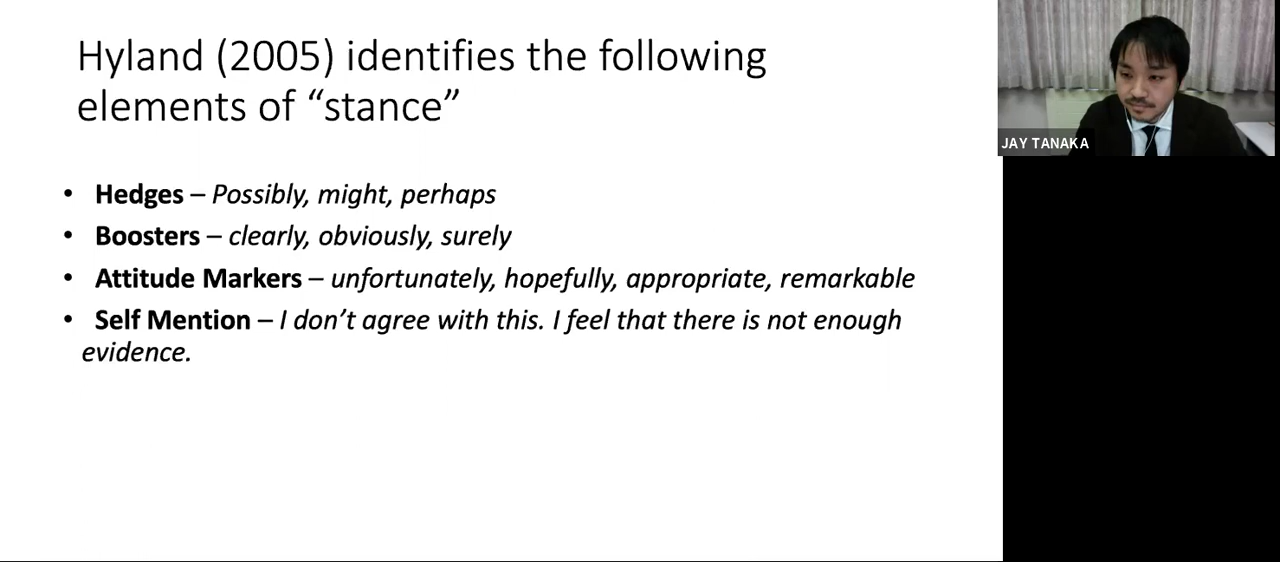 Hyland (2005) identifies the following
elements of “stance”
• Hedges – Possibly, might, perhaps
• Boosters – clearly, obviously, surely
• Attitude Markers – unfortunately, hopefully, appropriate, remarkable
• Self Mention – I don’t agree with this. I feel that there is not enough
evidence.
JAY TANAKA